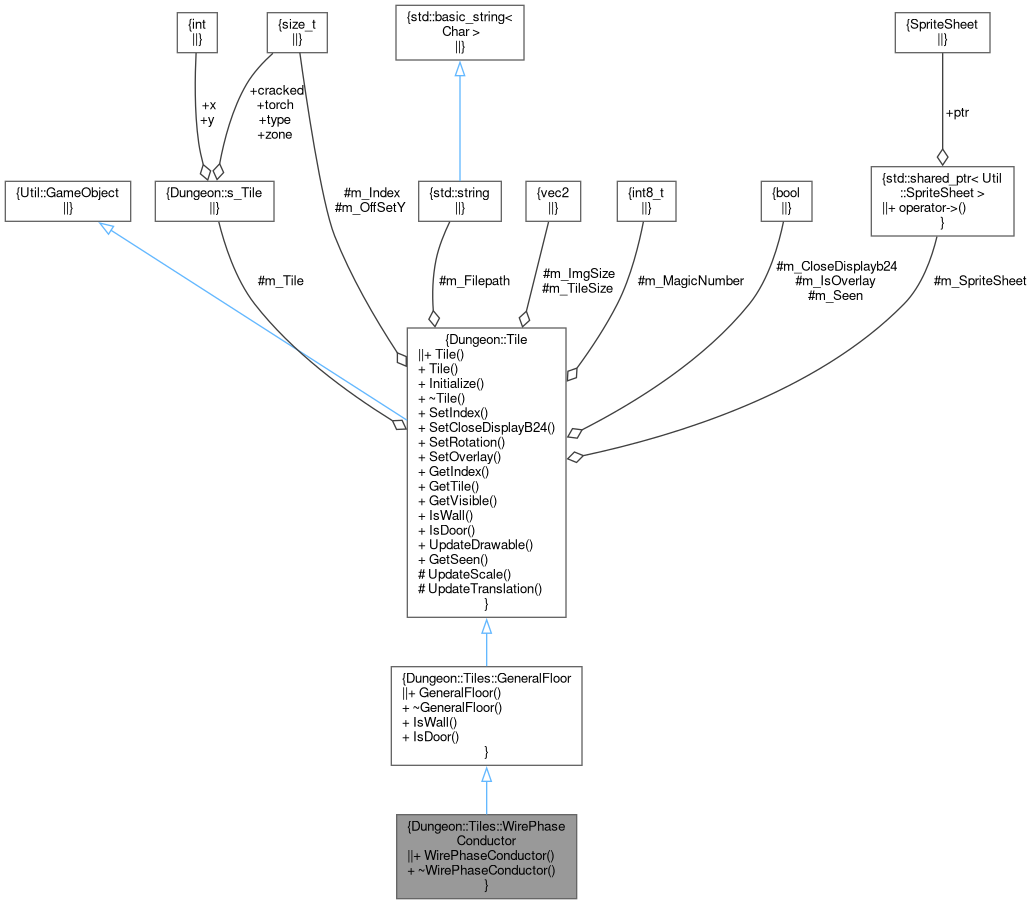 {int
||}
{size_t
||}
{std::basic_string<
Char >
||}
{SpriteSheet
||}
+x
+y
+cracked
+torch
+type
+zone
+ptr
{Util::GameObject
||}
{Dungeon::s_Tile
||}
#m_Index
#m_OffSetY
{std::string
||}
{vec2
||}
{int8_t
||}
{bool
||}
{std::shared_ptr< Util
::SpriteSheet >
||+ operator->()
}
#m_Tile
#m_Filepath
#m_ImgSize
#m_TileSize
#m_MagicNumber
#m_CloseDisplayb24
#m_IsOverlay
#m_Seen
#m_SpriteSheet
{Dungeon::Tile
||+ Tile()
+ Tile()
+ Initialize()
+ ~Tile()
+ SetIndex()
+ SetCloseDisplayB24()
+ SetRotation()
+ SetOverlay()
+ GetIndex()
+ GetTile()
+ GetVisible()
+ IsWall()
+ IsDoor()
+ UpdateDrawable()
+ GetSeen()
# UpdateScale()
# UpdateTranslation()
}
{Dungeon::Tiles::GeneralFloor
||+ GeneralFloor()
+ ~GeneralFloor()
+ IsWall()
+ IsDoor()
}
{Dungeon::Tiles::WirePhase
Conductor
||+ WirePhaseConductor()
+ ~WirePhaseConductor()
}